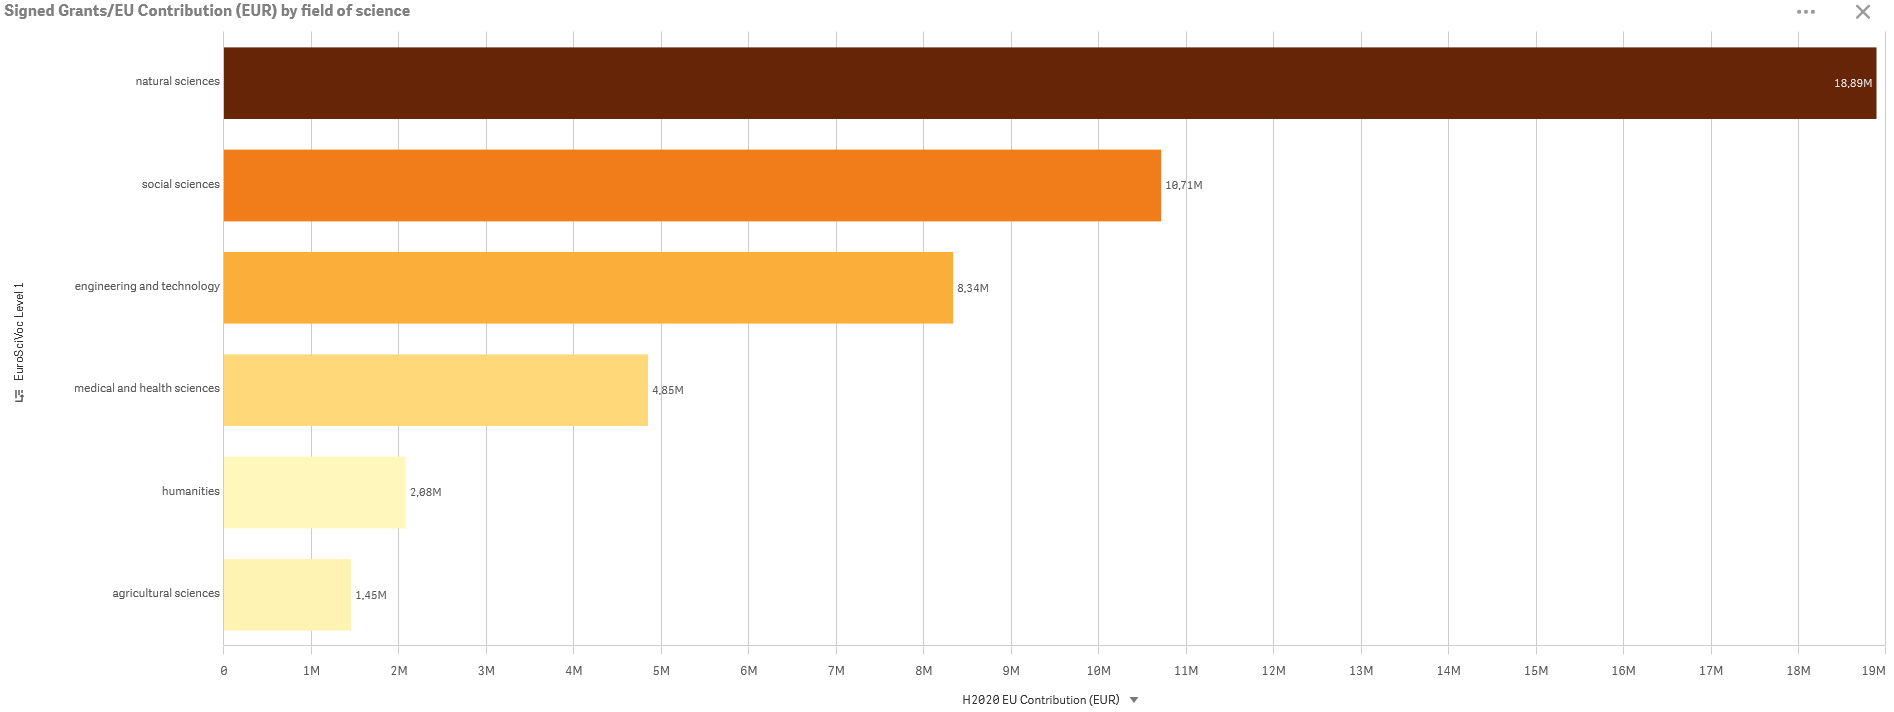 Signed Grants/EU Contribution (EUR) by field of science
natural sciences
18,89M
social sciences
10,71M
engineering and technology
8,34M
medical and health sciences
4,85M
humanities
2,08M
agricultural sciences
1,45M
EuroSciVoc Level 1
0 1M 2M 3M 4M 5M 6M 7M 8M 9M 10M 11M 12M 13M 14M 15M 16M 17M 18M 19M
H2020 EU Contribution (EUR)